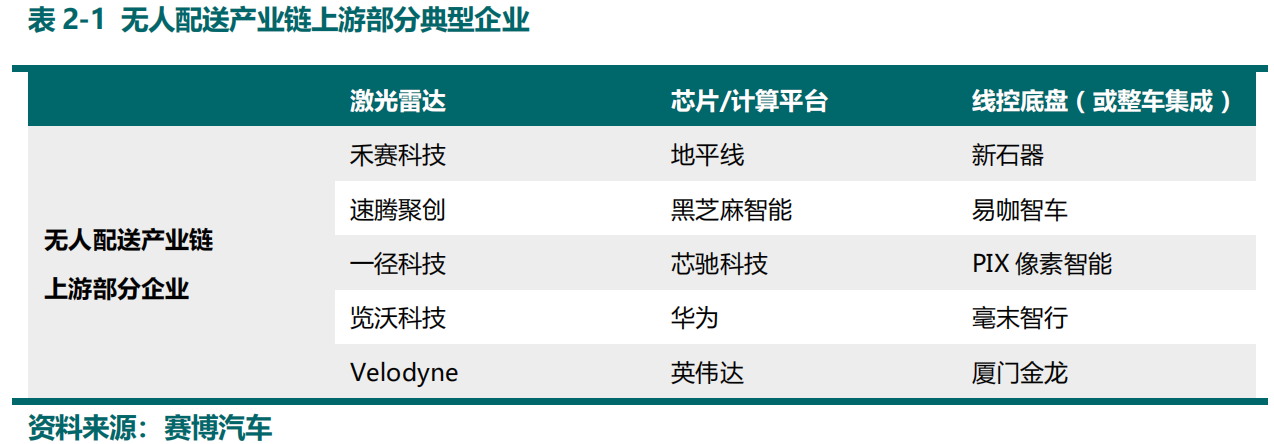 表 2-1 无人配送产业链上游部分典型企业
激光雷达 芯片/计算平台 线控底盘（或整车集成）
无人配送产业链
上游部分企业
禾赛科技 地平线 新石器
速腾聚创 黑芝麻智能 易咖智车
一径科技 芯驰科技 PIX 像素智能
览沃科技 华为 毫末智行
Velodyne 英伟达 厦门金龙
资料来源：赛博汽车